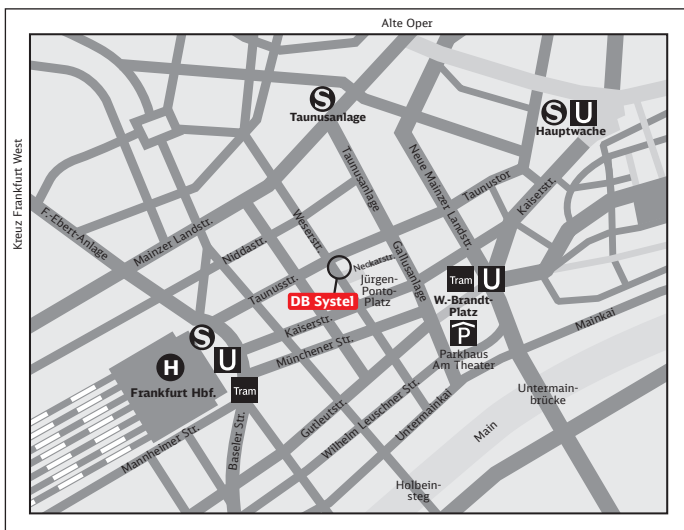 Alte Oper
Kreuz Frankfurt West
S
Taunusanlage
S U
Hauptwache
F.-Ebert-Anlage
Mainzer Landstr.
Niddastr.
Weserstr.
Taunusanlage
Neue Mainzer Landstr.
Taunustor
Kaiserstr.
Gallusanlage
Neckarstr.
Jürgen-
Ponto-
Platz
Taunusstr.
DB Systel
Kaiserstr.
Münchener Str.
Tram U
W.-Brandt-
Platz
P
Parkhaus
Am Theater
Mainkai
S
U
H
Frankfurt Hbf.
Tram
Mannheimer Str.
Baseler Str.
Gutleutstr.
Wilhelm Leuschner Str.
Untermainkai
Untermain-
brücke
Main
Holbein-
steg